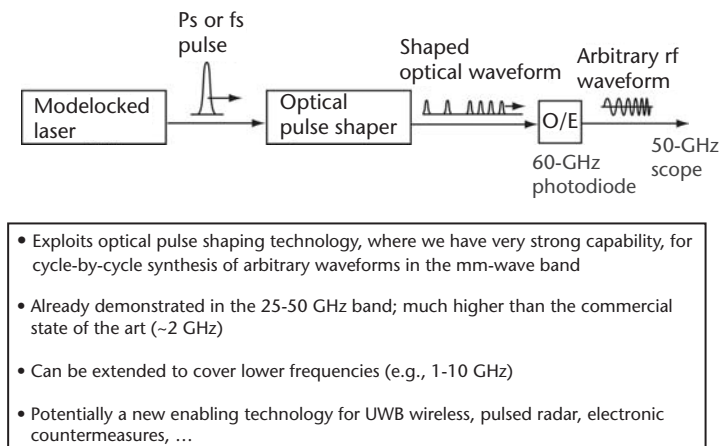 Ps or fs
pulse
Shaped
optical waveform
Arbitrary rf
waveform
Modelocked
laser
Optical
pulse shaper
O/E
60-GHz
photodiode
50-GHz
scope
• Exploits optical pulse shaping technology, where we have very strong capability, for
cycle-by-cycle synthesis of arbitrary waveforms in the mm-wave band
• Already demonstrated in the 25-50 GHz band; much higher than the commercial
state of the art (~2 GHz)
• Can be extended to cover lower frequencies (e.g., 1-10 GHz)
• Potentially a new enabling technology for UWB wireless, pulsed radar, electronic
countermeasures, …